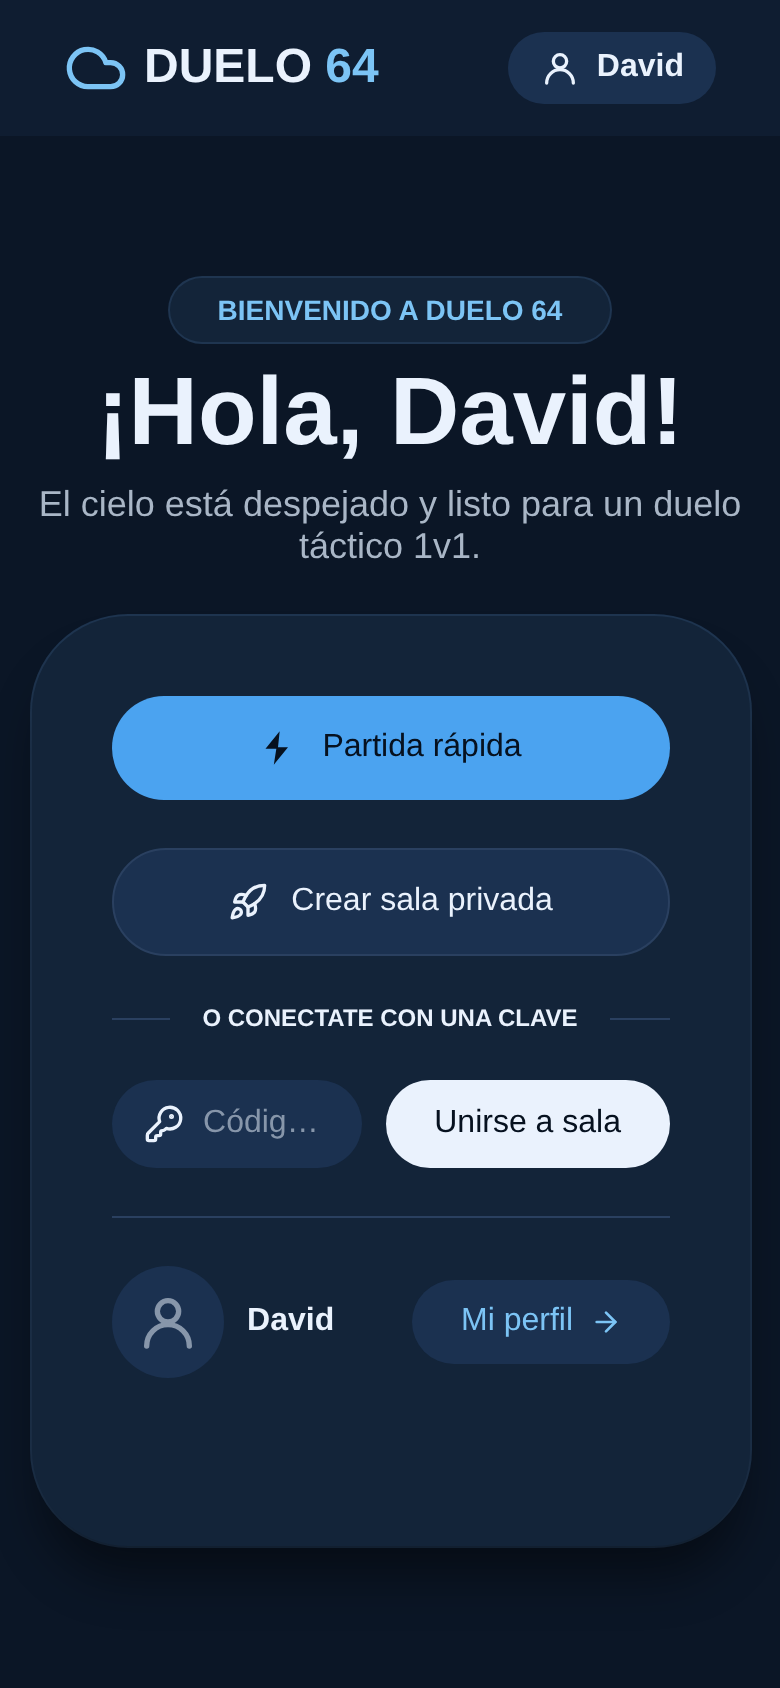 DUELO 64
David
BIENVENIDO A DUELO 64
¡Hola, David!
El cielo está despejado y listo para un duelo
táctico 1v1.
Partida rápida
Crear sala privada
O CONECTATE CON UNA CLAVE
Códig…
Unirse a sala
David
Mi perfil